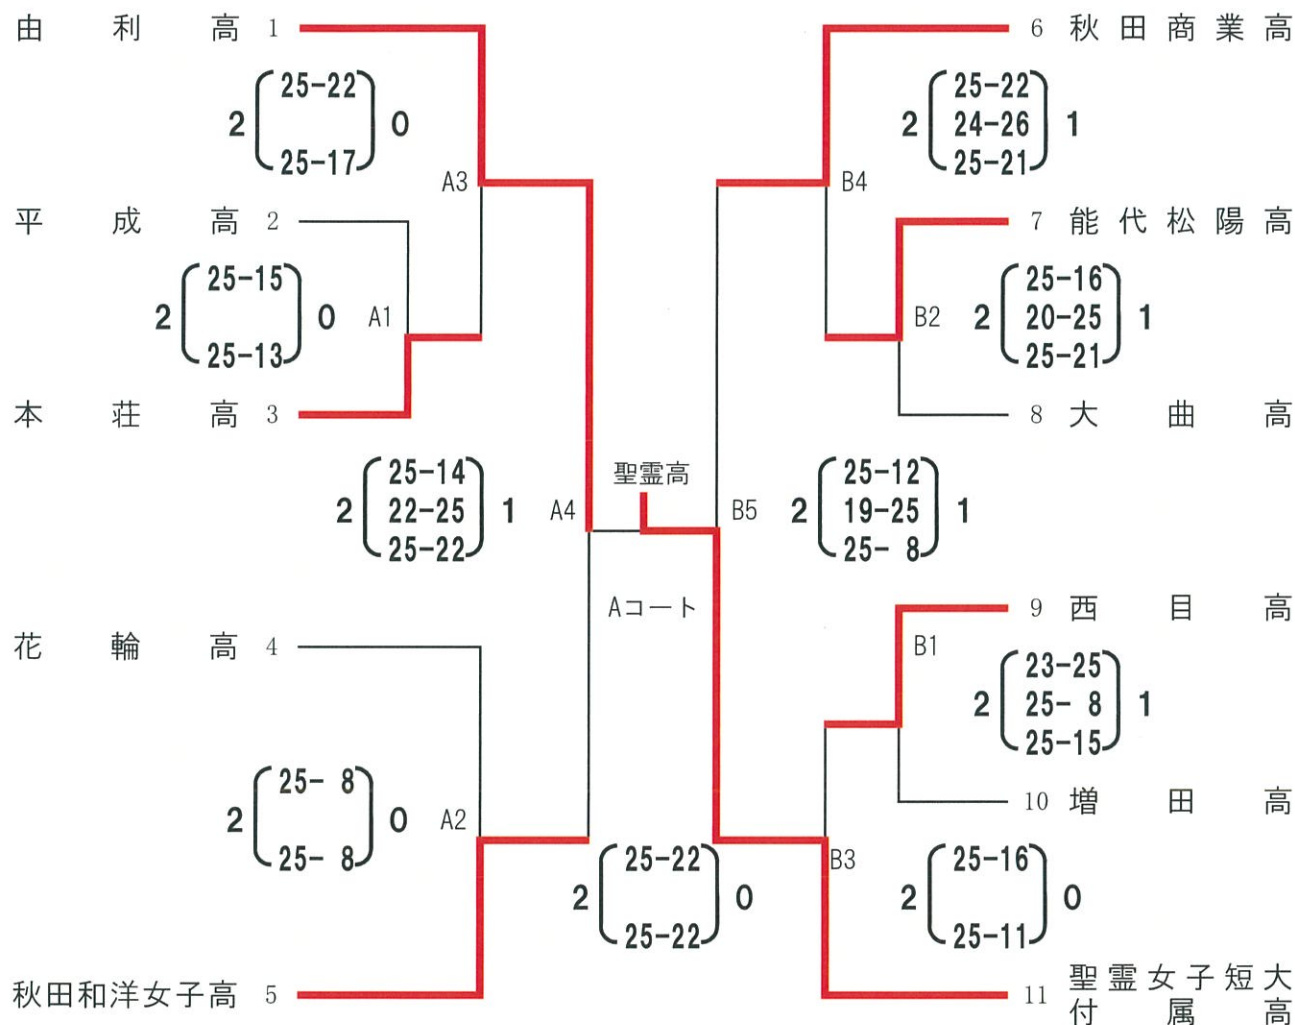 由利高 1
25-22
2 0
25-17
A3
平成高 2
25-15
2 0
25-13
A1
本荘高 3
25-14
2 22-25 1
25-22
A4
花輪高 4
25- 8
2 0
25- 8
A2
秋田和洋女子高 5
聖霊高
Aコート
25-22
2 0
25-22
6 秋田商業高
25-22
2 24-26 1
25-21
B4
7 能代松陽高
25-16
B2 2 20-25 1
25-21
8 大曲高
25-12
B5 2 19-25 1
25- 8
9 西目高
B1
23-25
2 25- 8 1
25-15
10 増田高
B3
25-16
2 0
25-11
11 聖霊女子短大
付属高